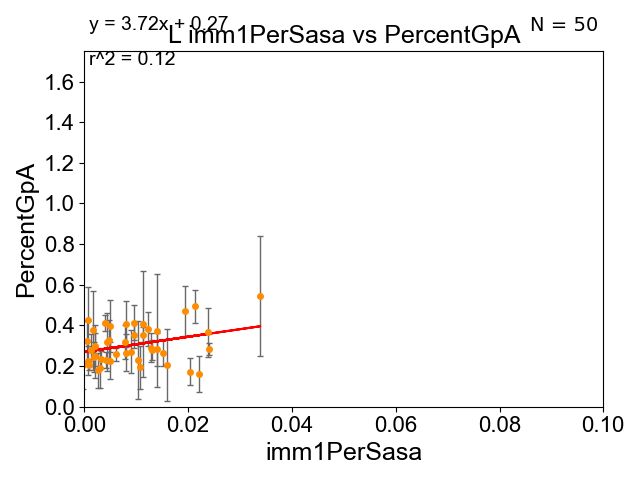 y = 3.72x + 0.27
N = 50
L imm1PerSasa vs PercentGpA
r^2 = 0.12
1.6
1.4
1.2
1.0
0.8
0.6
0.4
0.2
0.0
PercentGpA
0.00
0.02
0.04
0.06
0.08
0.10
imm1PerSasa